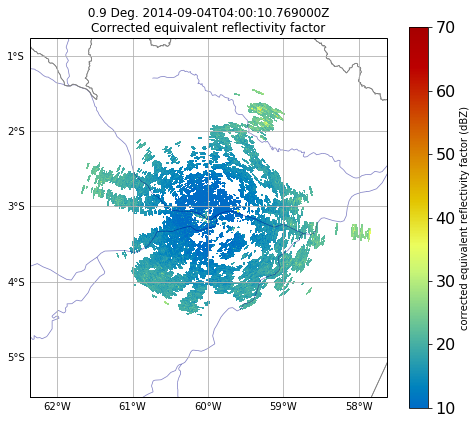 0.9 Deg. 2014-09-04T04:00:10.769000Z
Corrected equivalent reflectivity factor
1°S
2°S
3°S
4°S
5°S
62°W
61°W
60°W
59°W
58°W
70
60
50
40
30
20
10
corrected equivalent reflectivity factor (dBZ)